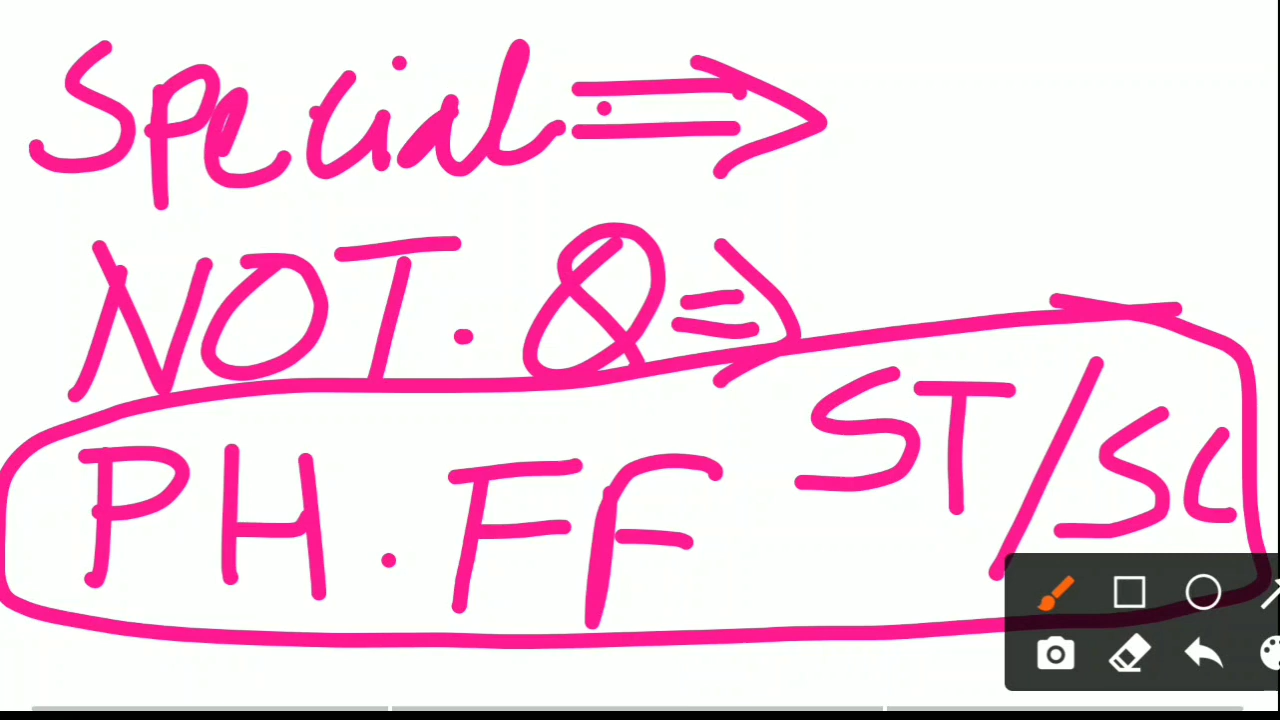 Special ⇒
NOT. Q ⇒
PH. FF ST/SC